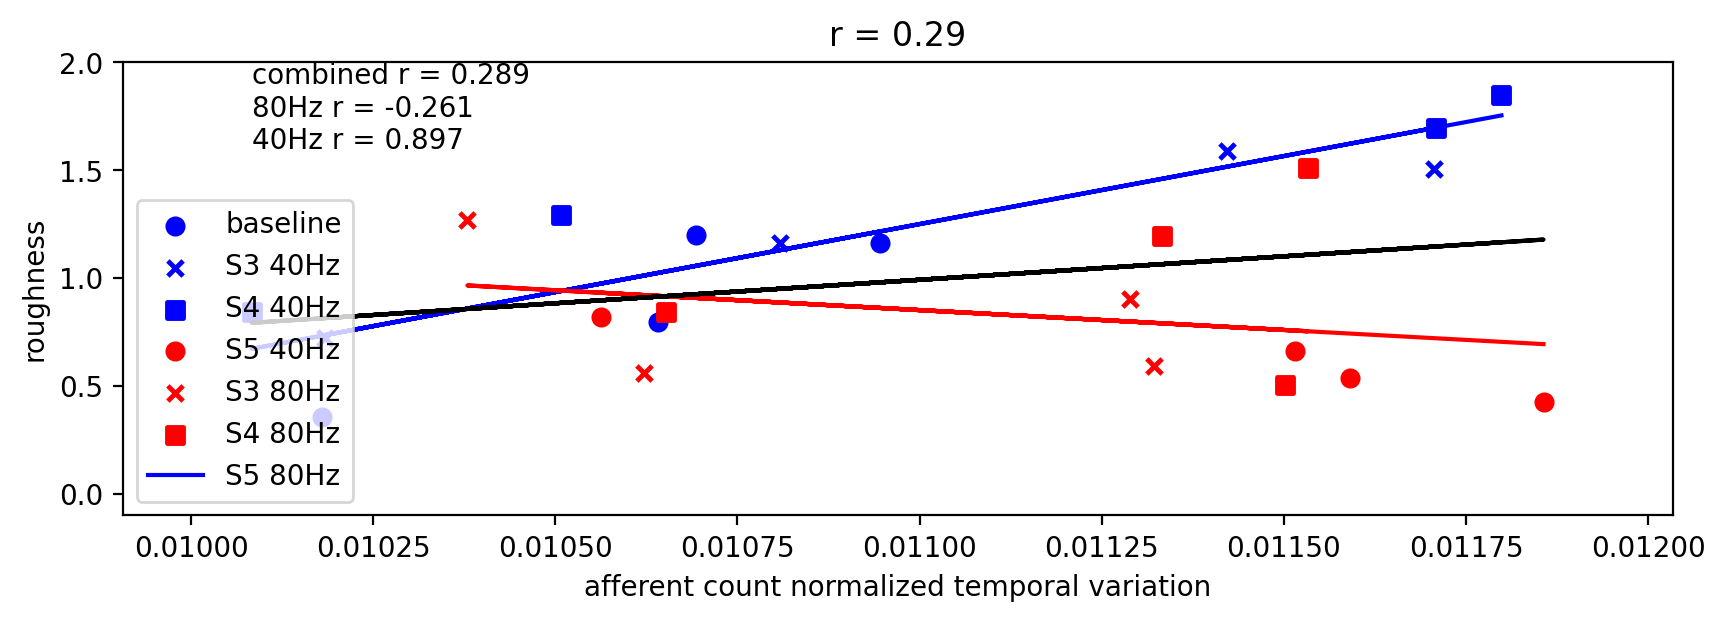 r = 0.29
combined r = 0.289
80Hz r = -0.261
40Hz r = 0.897
2.0
1.5
1.0
0.5
0.0
roughness
baseline
S3 40Hz
S4 40Hz
S5 40Hz
S3 80Hz
S4 80Hz
S5 80Hz
0.01000 0.01025 0.01050 0.01075 0.01100 0.01125 0.01150 0.01175 0.01200
afferent count normalized temporal variation